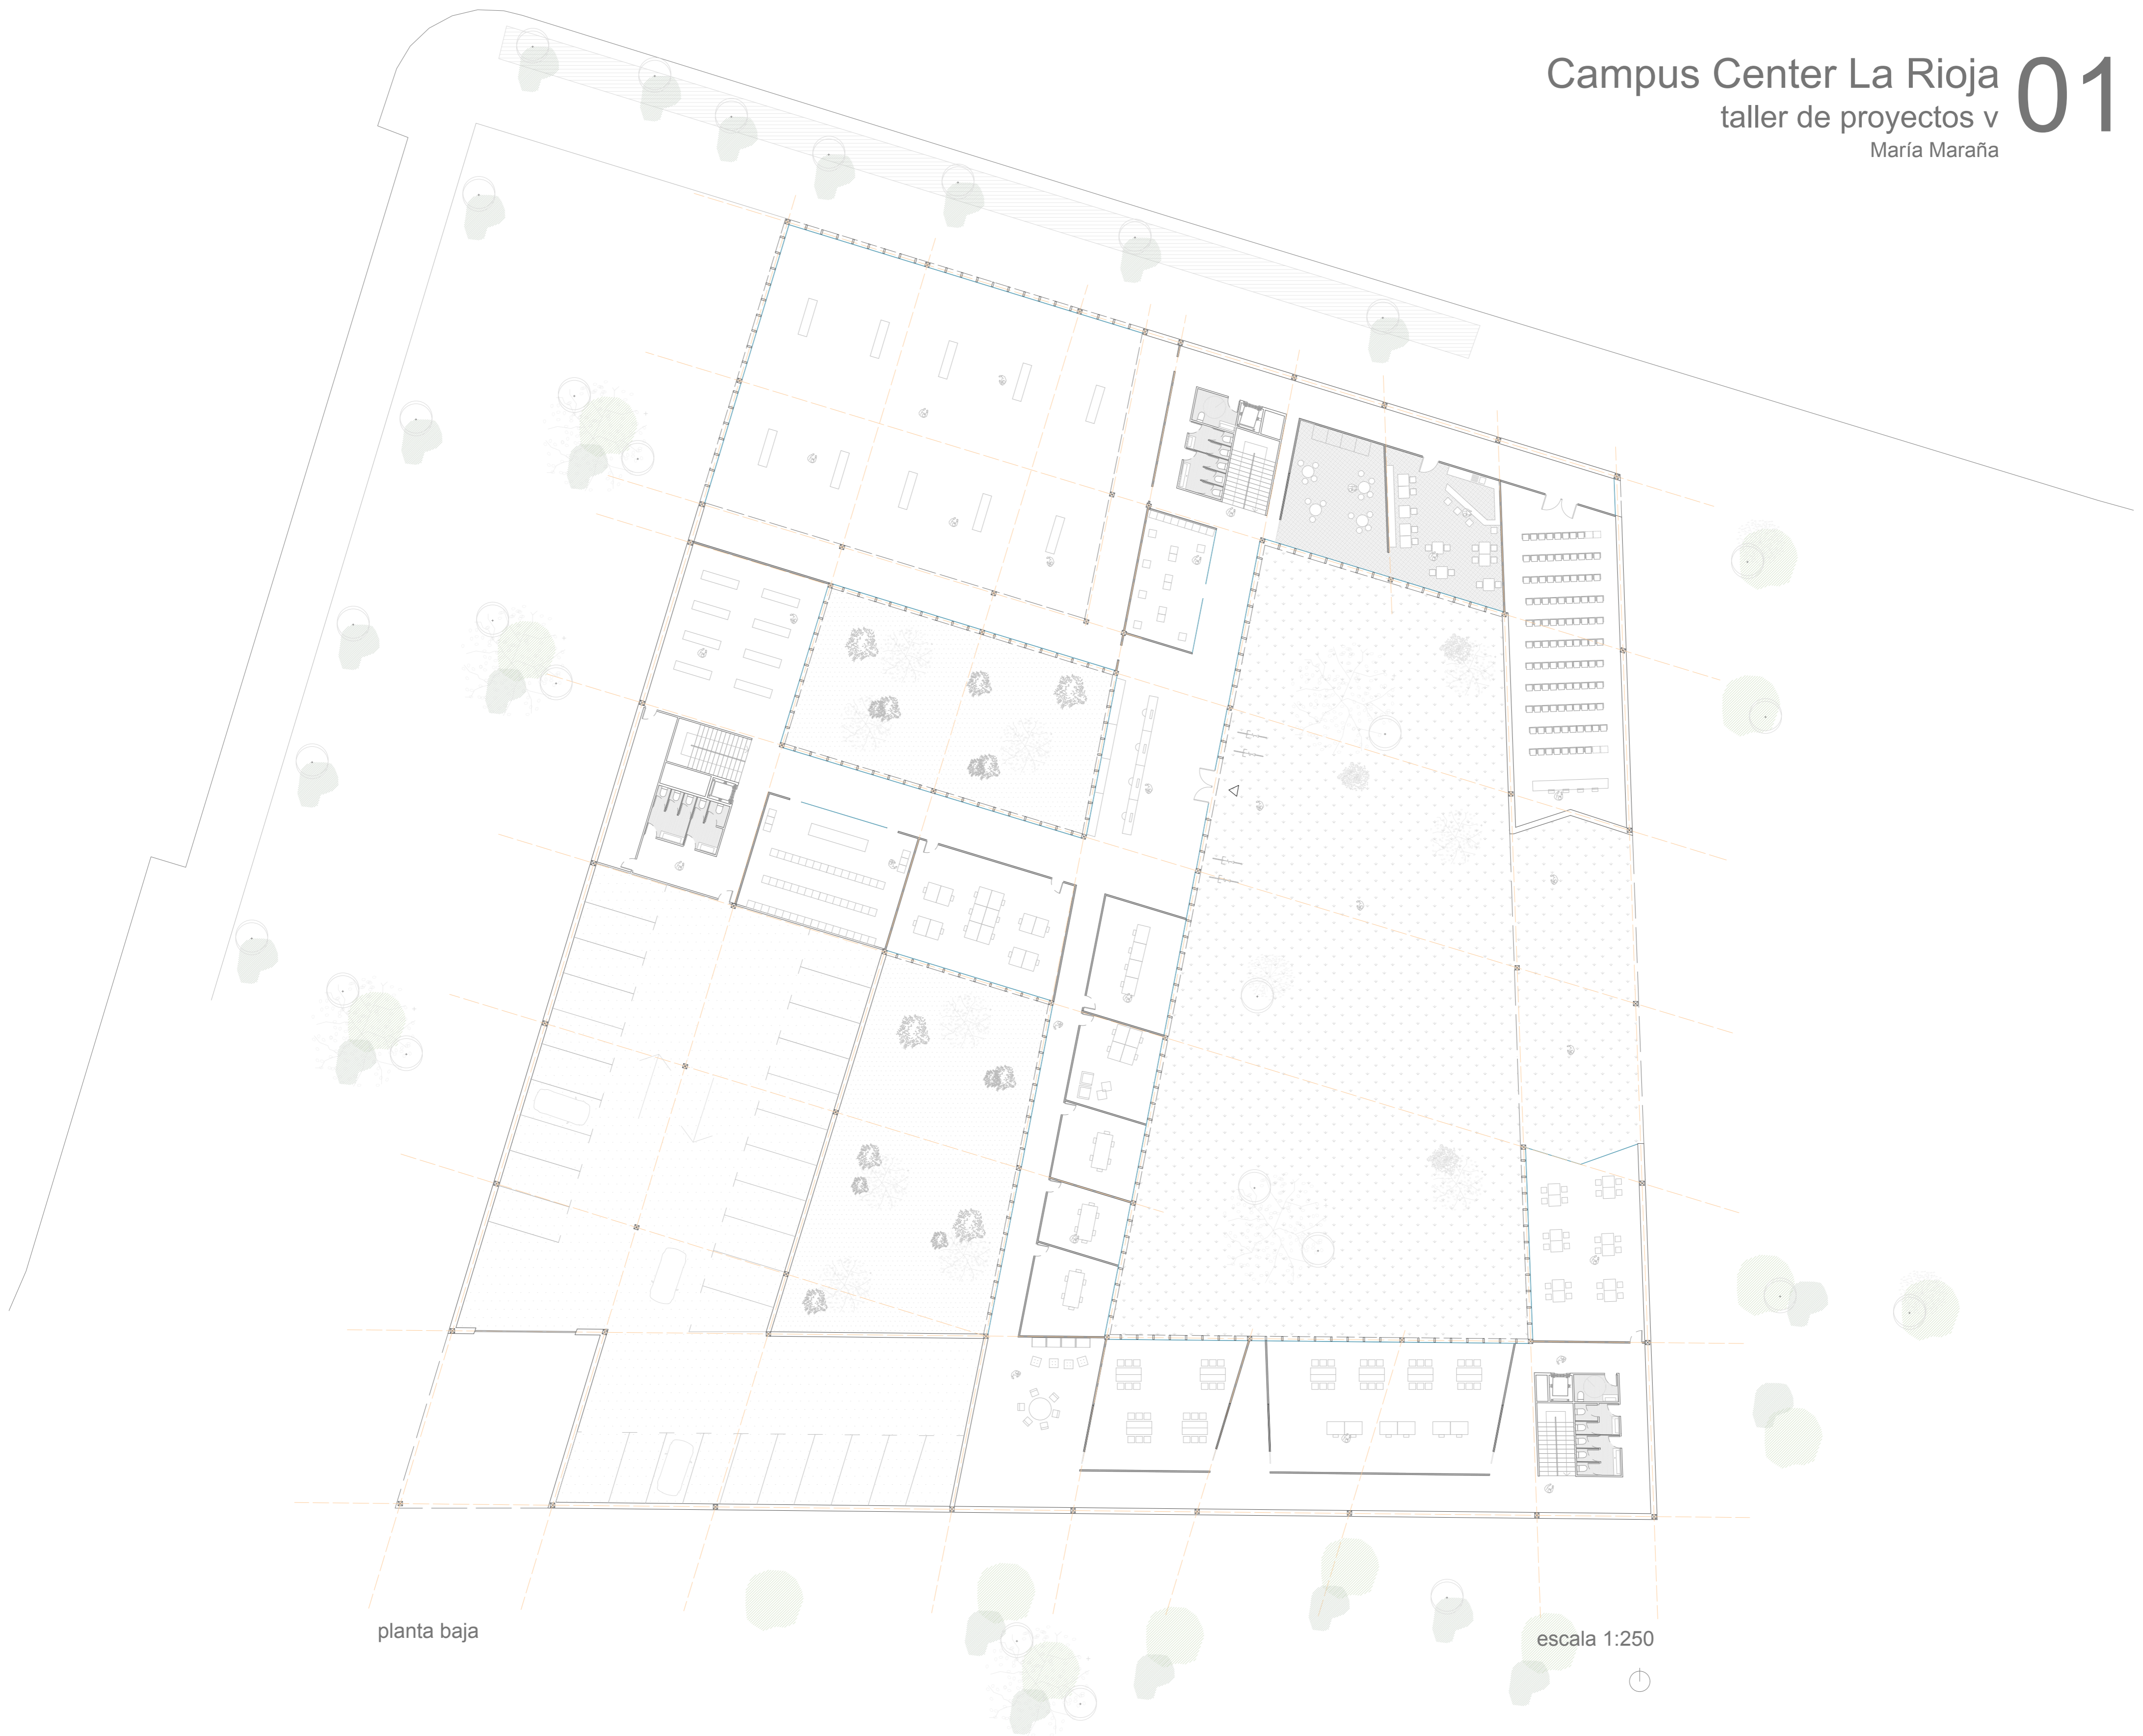 Campus Center La Rioja
01
taller de proyectos v
María Maraña
planta baja
escala 1:250